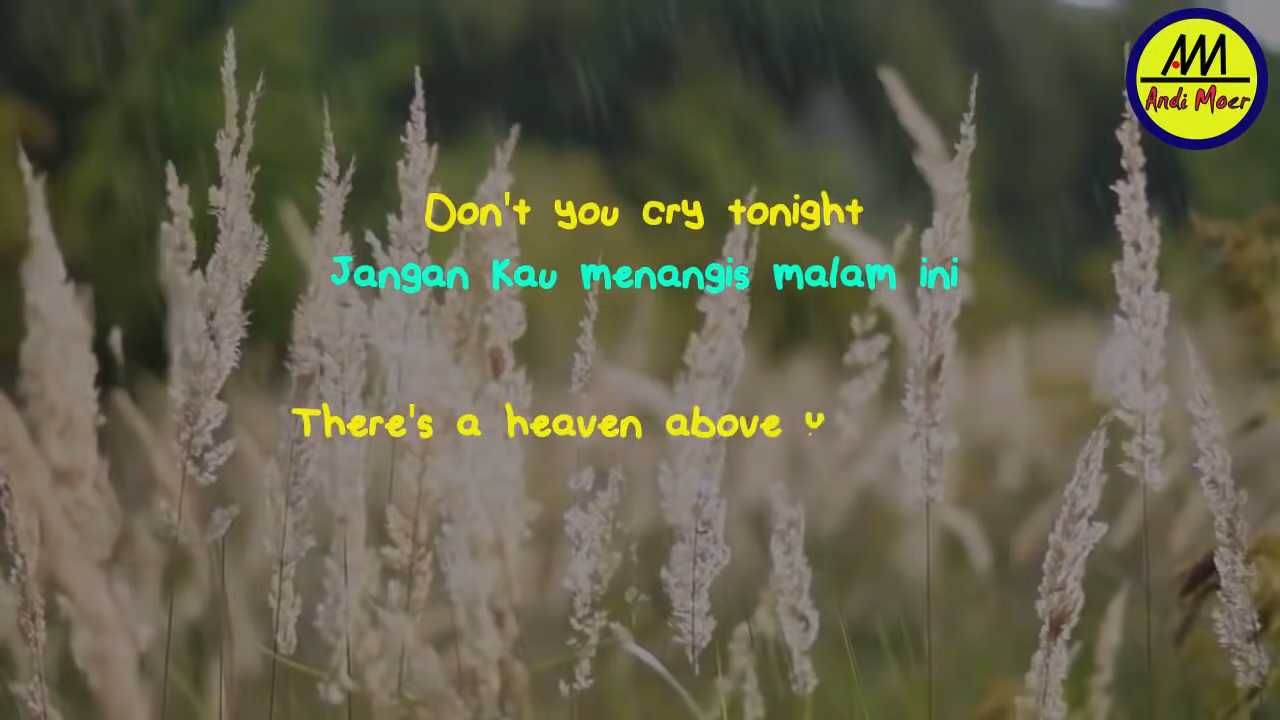 AM
Andi Moer
Don't you cry tonight
Jangan Kau menangis malam ini
There's a heaven above